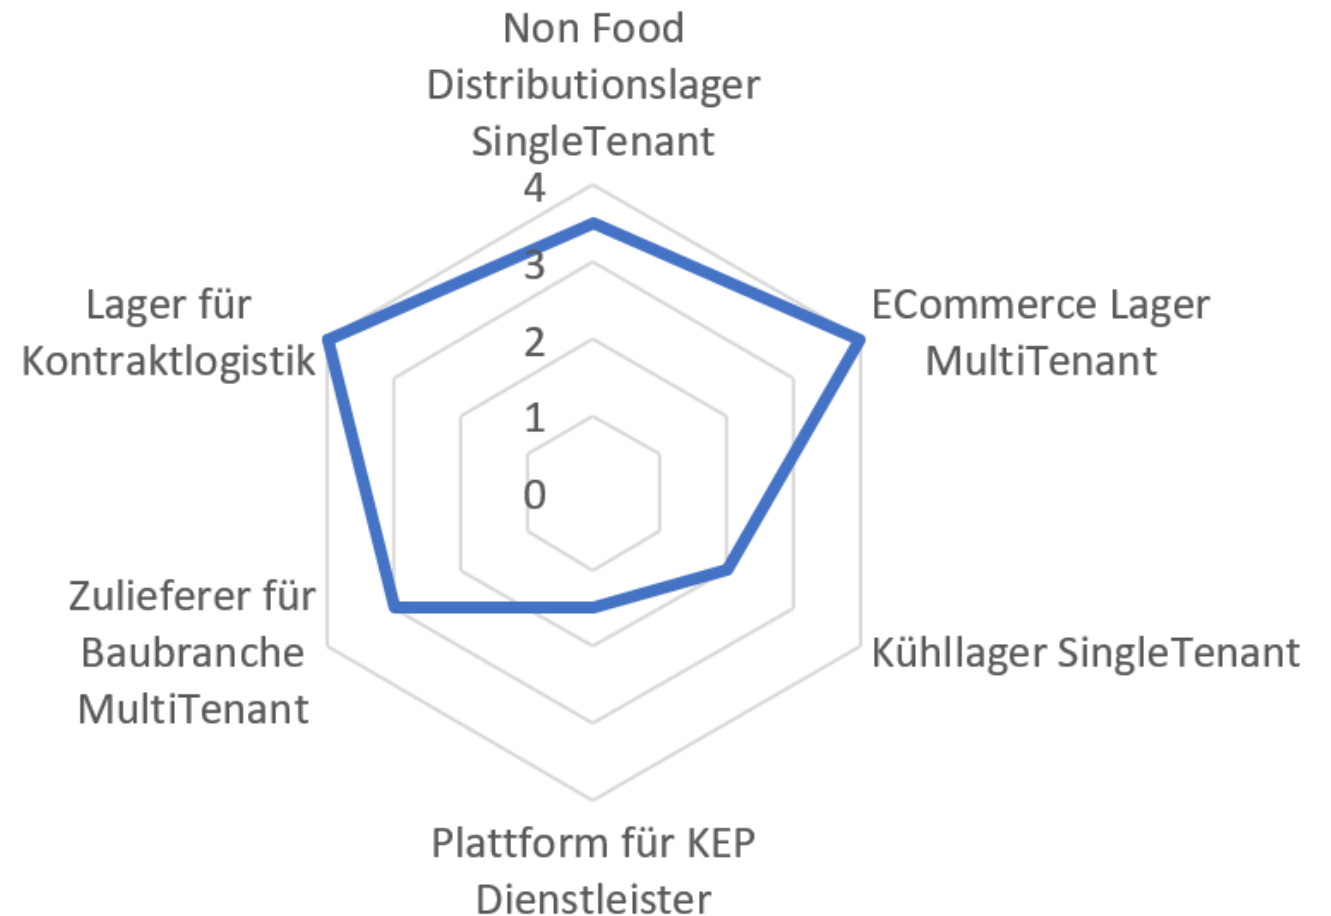 Non Food
Distributionslager
SingleTenant
4
3
2
1
0
ECommerce Lager
MultiTenant
Kühllager SingleTenant
Plattform für KEP
Dienstleister
Zulieferer für
Baubranche
MultiTenant
Lager für
Kontraktlogistik